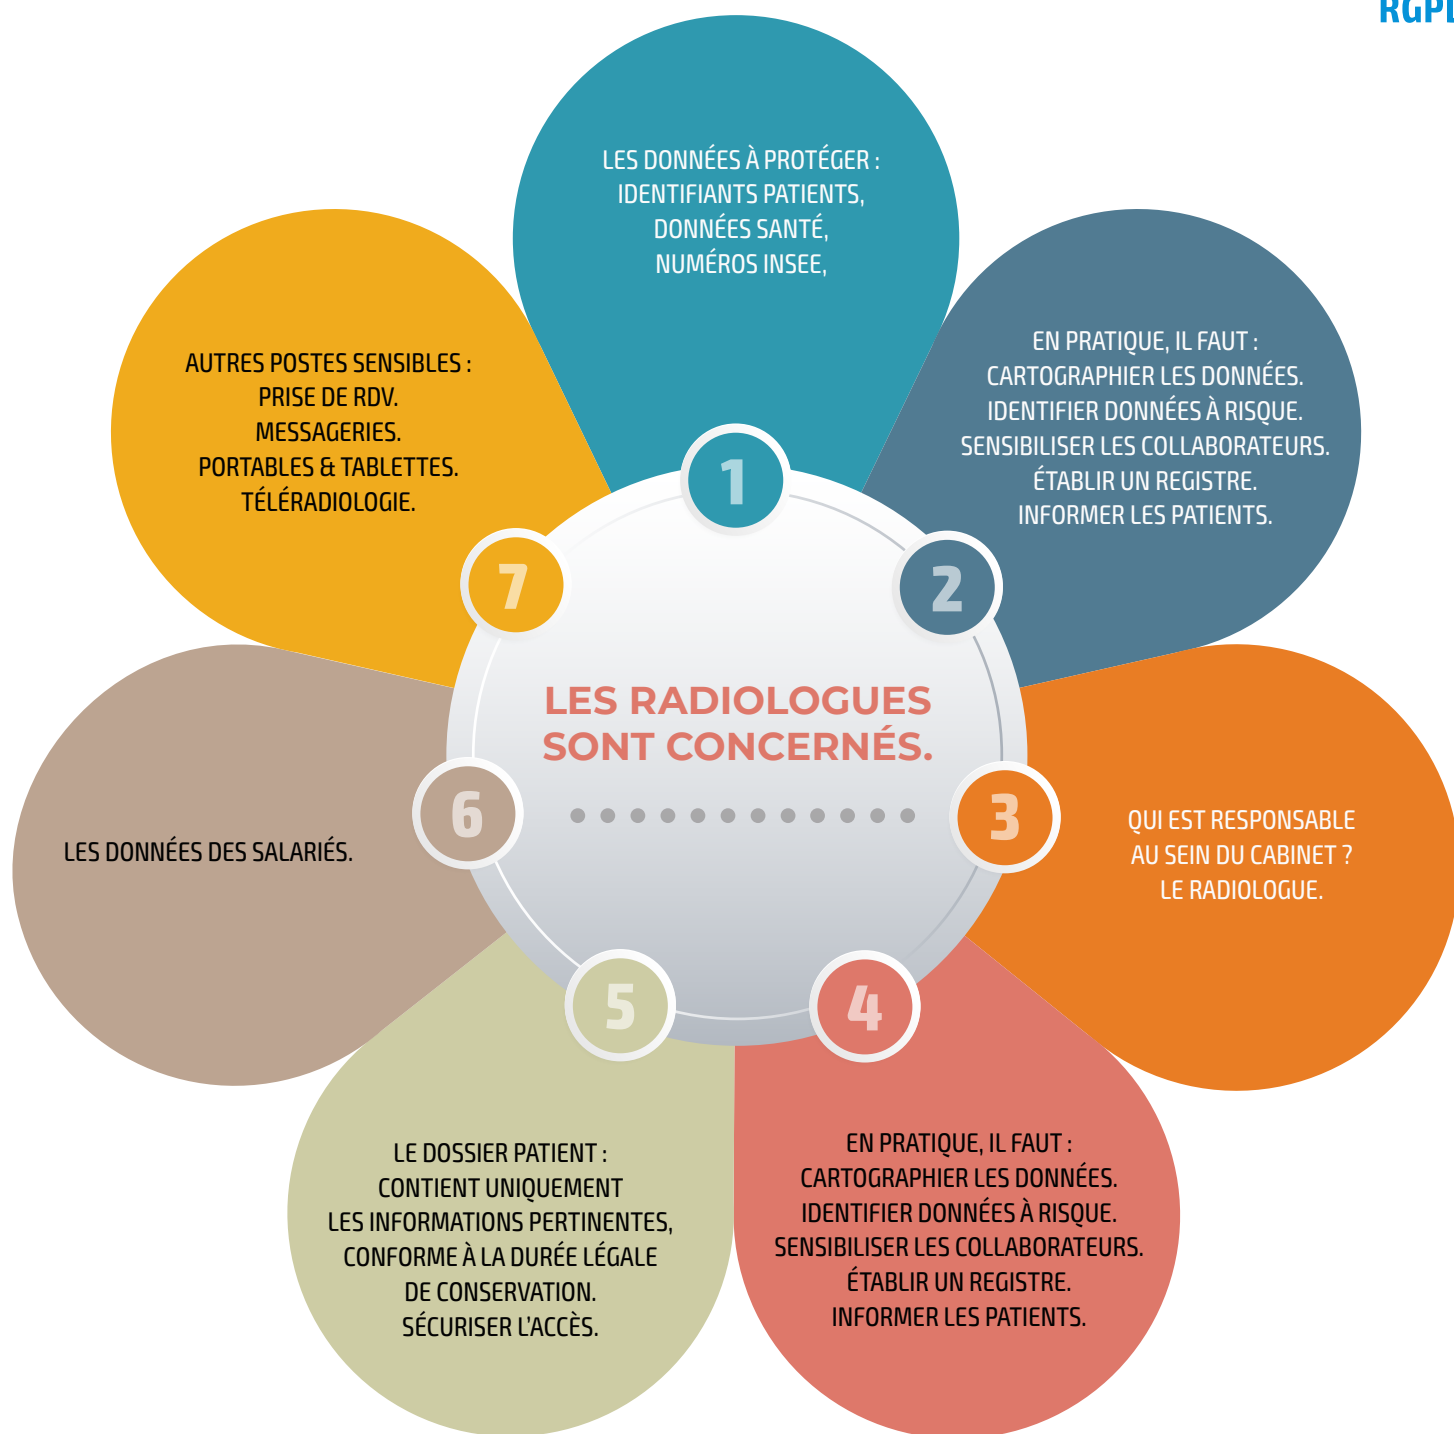 LES DONNÉES À PROTÉGER :
IDENTIFIANTS PATIENTS,
DONNÉES SANTÉ,
NUMÉROS INSEE,
1
EN PRATIQUE, IL FAUT :
CARTOGRAPHIER LES DONNÉES.
IDENTIFIER DONNÉES À RISQUE.
SENSIBILISER LES COLLABORATEURS.
ÉTABLIR UN REGISTRE.
INFORMER LES PATIENTS.
2
QUI EST RESPONSABLE
AU SEIN DU CABINET ?
LE RADIOLOGUE.
3
EN PRATIQUE, IL FAUT :
CARTOGRAPHIER LES DONNÉES.
IDENTIFIER DONNÉES À RISQUE.
SENSIBILISER LES COLLABORATEURS.
ÉTABLIR UN REGISTRE.
INFORMER LES PATIENTS.
4
LE DOSSIER PATIENT :
CONTIENT UNIQUEMENT
LES INFORMATIONS PERTINENTES,
CONFORME À LA DURÉE LÉGALE
DE CONSERVATION.
SÉCURISER L'ACCÈS.
5
LES DONNÉES DES SALARIÉS.
6
AUTRES POSTES SENSIBLES :
PRISE DE RDV.
MESSAGERIES.
PORTABLES & TABLETTES.
TÉLÉRADIOLOGIE.
7
LES RADIOLOGUES
SONT CONCERNÉS.